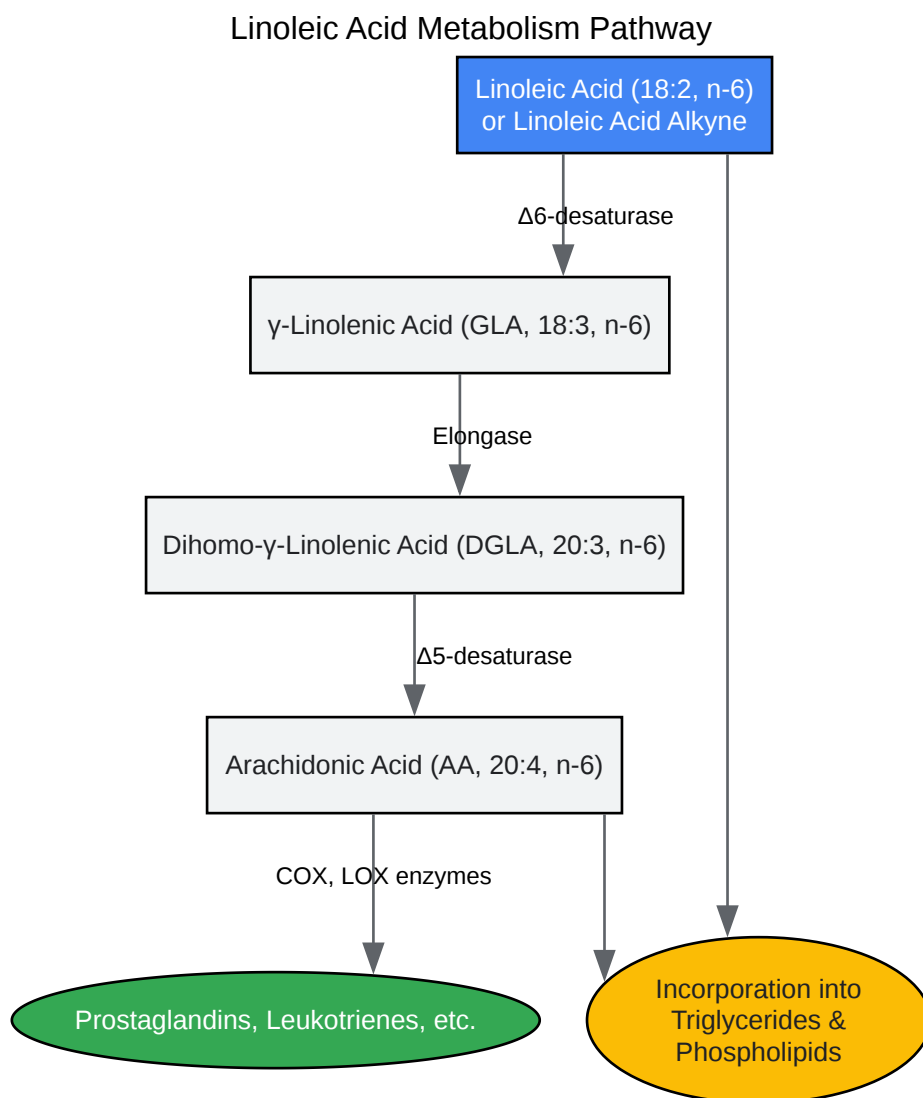 Linoleic Acid Metabolism Pathway
Linoleic Acid (18:2, n-6)
or Linoleic Acid Alkyne
Δ6-desaturase
γ-Linolenic Acid (GLA, 18:3, n-6)
Elongase
Dihomo-γ-Linolenic Acid (DGLA, 20:3, n-6)
Δ5-desaturase
Arachidonic Acid (AA, 20:4, n-6)
COX, LOX enzymes
Prostaglandins, Leukotrienes, etc.
Incorporation into
Triglycerides &
Phospholipids